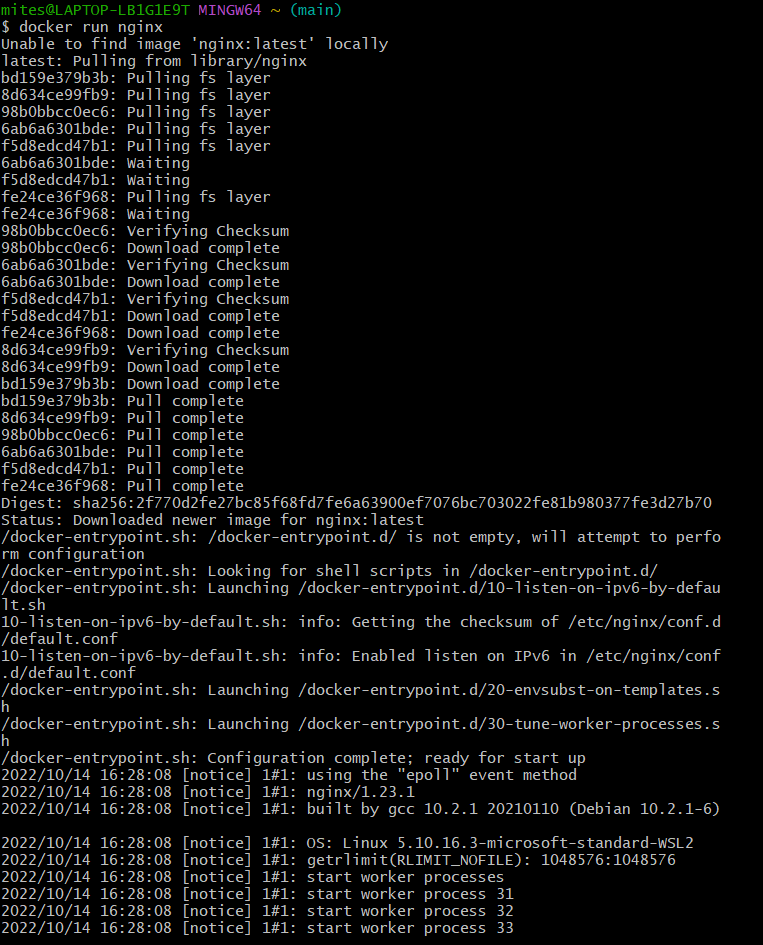 mites@LAPTOP-LB1G1E9T MINGW64 ~ (main)
$ docker run nginx
Unable to find image 'nginx:latest' locally
latest: Pulling from library/nginx
bd159e379b3b: Pulling fs layer
8d634ce99fb9: Pulling fs layer
98b0bbcc0ec6: Pulling fs layer
6ab6a6301bde: Pulling fs layer
f5d8edcd47b1: Pulling fs layer
6ab6a6301bde: Waiting
f5d8edcd47b1: Waiting
fe24ce36f968: Pulling fs layer
fe24ce36f968: Waiting
98b0bbcc0ec6: Verifying Checksum
98b0bbcc0ec6: Download complete
6ab6a6301bde: Verifying Checksum
6ab6a6301bde: Download complete
f5d8edcd47b1: Verifying Checksum
f5d8edcd47b1: Download complete
fe24ce36f968: Download complete
8d634ce99fb9: Verifying Checksum
8d634ce99fb9: Download complete
bd159e379b3b: Download complete
bd159e379b3b: Pull complete
8d634ce99fb9: Pull complete
98b0bbcc0ec6: Pull complete
6ab6a6301bde: Pull complete
f5d8edcd47b1: Pull complete
fe24ce36f968: Pull complete
Digest: sha256:2f770d2fe27bc85f68fd7fe6a63900ef7076bc703022fe81b980377fe3d27b70
Status: Downloaded newer image for nginx:latest
/docker-entrypoint.sh: /docker-entrypoint.d/ is not empty, will attempt to perfo
rm configuration
/docker-entrypoint.sh: Looking for shell scripts in /docker-entrypoint.d/
/docker-entrypoint.sh: Launching /docker-entrypoint.d/10-listen-on-ipv6-by-defau
lt.sh
10-listen-on-ipv6-by-default.sh: info: Getting the checksum of /etc/nginx/conf.d
/default.conf
10-listen-on-ipv6-by-default.sh: info: Enabled listen on IPv6 in /etc/nginx/conf
.d/default.conf
/docker-entrypoint.sh: Launching /docker-entrypoint.d/20-envsubst-on-templates.s
h
/docker-entrypoint.sh: Launching /docker-entrypoint.d/30-tune-worker-processes.s
h
/docker-entrypoint.sh: Configuration complete; ready for start up
2022/10/14 16:28:08 [notice] 1#1: using the "epoll" event method
2022/10/14 16:28:08 [notice] 1#1: nginx/1.23.1
2022/10/14 16:28:08 [notice] 1#1: built by gcc 10.2.1 20210110 (Debian 10.2.1-6)
2022/10/14 16:28:08 [notice] 1#1: OS: Linux 5.10.16.3-microsoft-standard-WSL2
2022/10/14 16:28:08 [notice] 1#1: getrlimit(RLIMIT_NOFILE): 1048576:1048576
2022/10/14 16:28:08 [notice] 1#1: start worker processes
2022/10/14 16:28:08 [notice] 1#1: start worker process 31
2022/10/14 16:28:08 [notice] 1#1: start worker process 32
2022/10/14 16:28:08 [notice] 1#1: start worker process 33